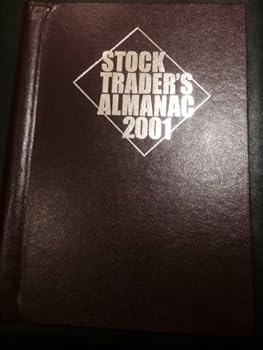 STOCK
TRADER'S
ALMANAC
2001